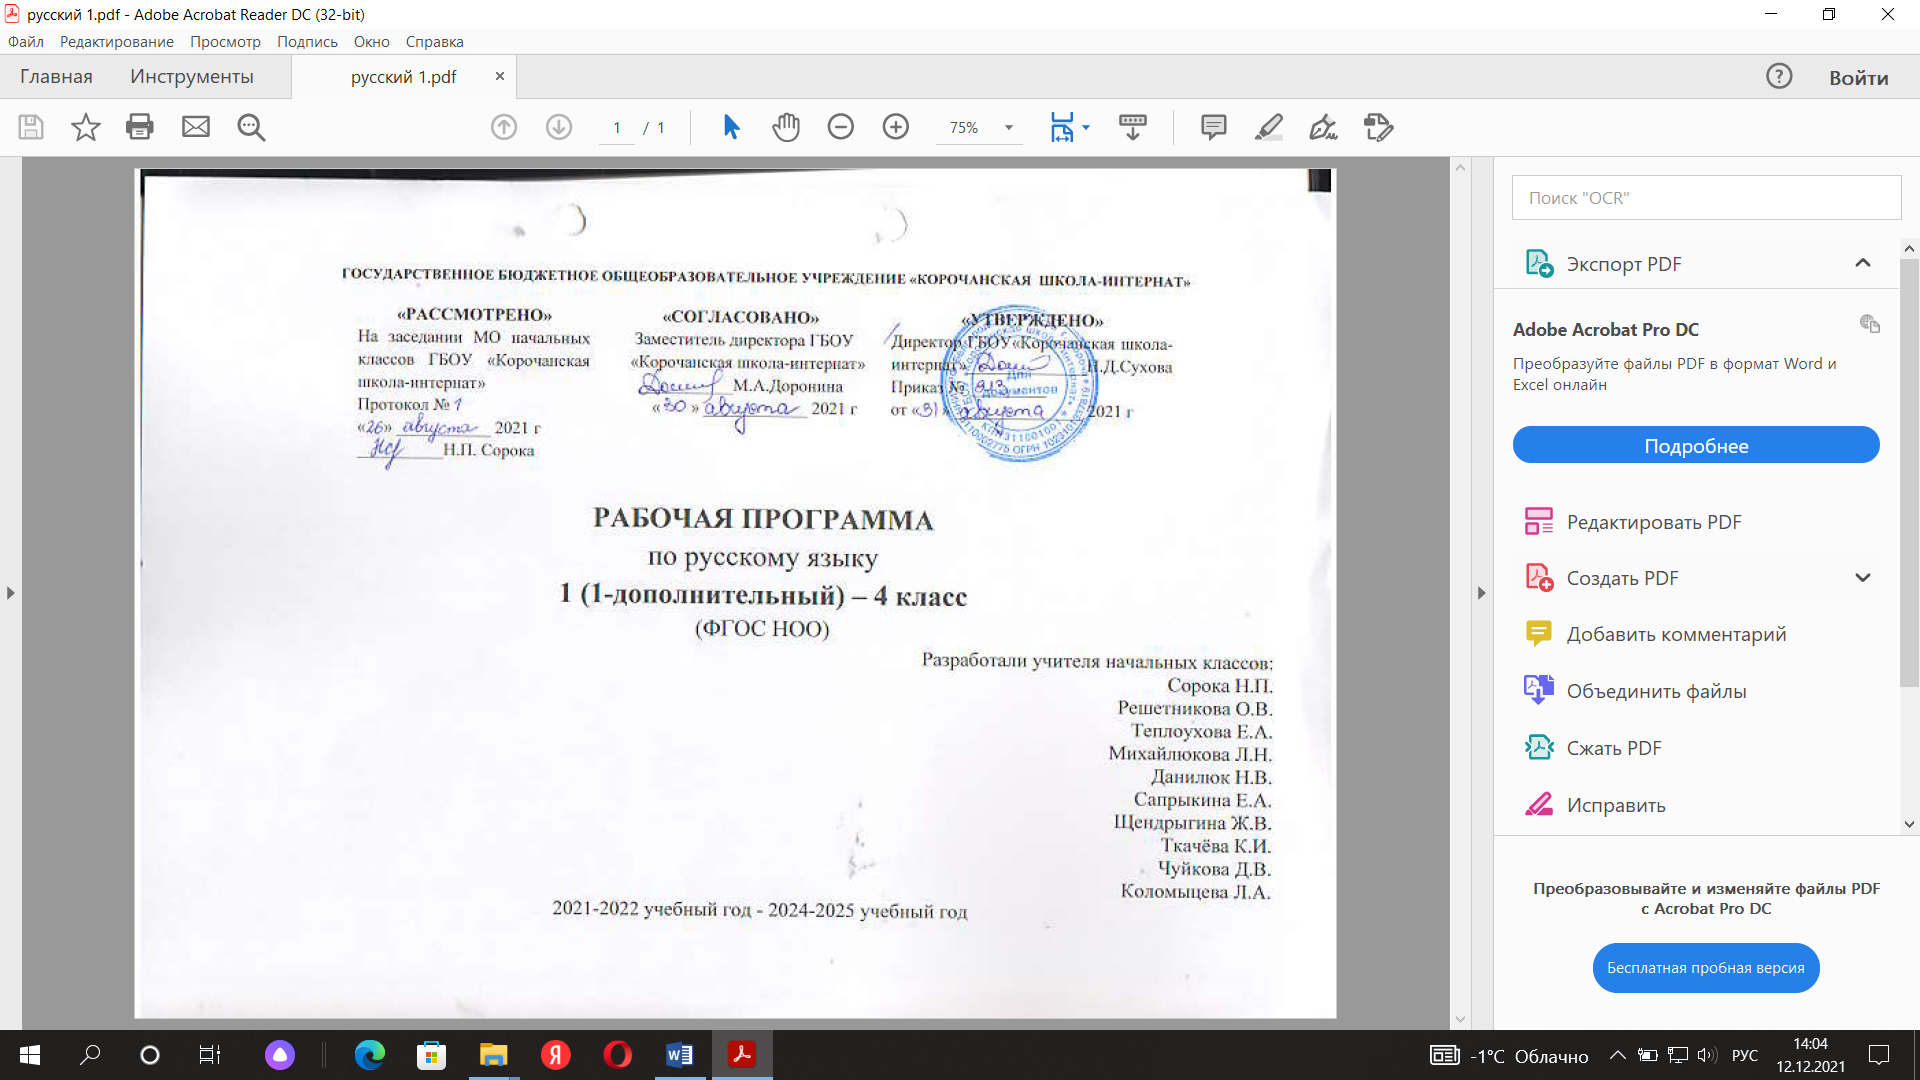 русский 1.pdf - Adobe Acrobat Reader DC (32-bit)
Файл Редактирование Просмотр Подпись Окно Справка
Главная Инструменты русский 1.pdf × ? Войти
1 / 1 75%
ГОСУДАРСТВЕННОЕ БЮДЖЕТНОЕ ОБЩЕОБРАЗОВАТЕЛЬНОЕ УЧРЕЖДЕНИЕ «КОРОЧАНСКАЯ ШКОЛА-ИНТЕРНАТ»
«РАССМОТРЕНО»
На заседании МО начальных
классов ГБОУ «Корочанская
школа-интернат»
Протокол № 1
«26» августа 2021 г
Н.П. Сорока
«СОГЛАСОВАНО»
Заместитель директора ГБОУ
«Корочанская школа-интернат»
М.А.Доронина
«30» августа 2021 г
«УТВЕРЖДЕНО»
Директор ГБОУ«Корочанская школа-
интернат» Н.Д.Сухова
Приказ № 213
от «31» августа 2021 г
Для
документов
РАБОЧАЯ ПРОГРАММА
по русскому языку
1 (1-дополнительный) – 4 класс
(ФГОС НОО)
Разработали учителя начальных классов:
Сорока Н.П.
Решетникова О.В.
Теплоухова Е.А.
Михайлюкова Л.Н.
Данилюк Н.В.
Сапрыкина Е.А.
Щендрыгина Ж.В.
Ткачёва К.И.
Чуйкова Д.В.
Коломыцева Л.А.
2021-2022 учебный год - 2024-2025 учебный год
Поиск "OCR"
Экспорт PDF
Adobe Acrobat Pro DC
Преобразуйте файлы PDF в формат Word и
Excel онлайн
Подробнее
Редактировать PDF
Создать PDF
Добавить комментарий
Объединить файлы
Сжать PDF
Исправить
Преобразовывайте и изменяйте файлы PDF
с Acrobat Pro DC
Бесплатная пробная версия
-1°C Облачно РУС 14:04
12.12.2021